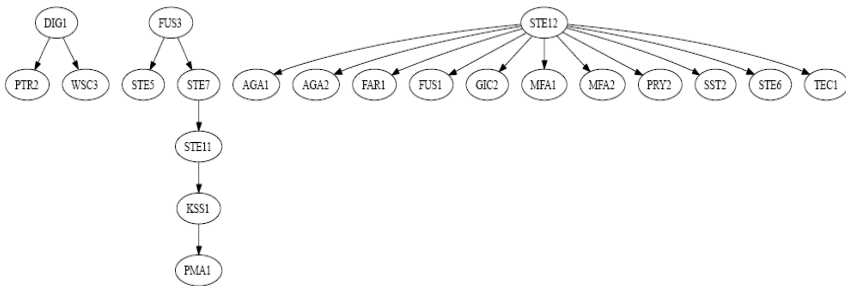 DIG1 FUS3 STE12
PTR2 WSC3 STE5 STE7 AGA1 AGA2 FAR1 FUS1 GIC2 MFA1 MFA2 PRY2 SST2 STE6 TEC1
STE11
KSS1
PMA1